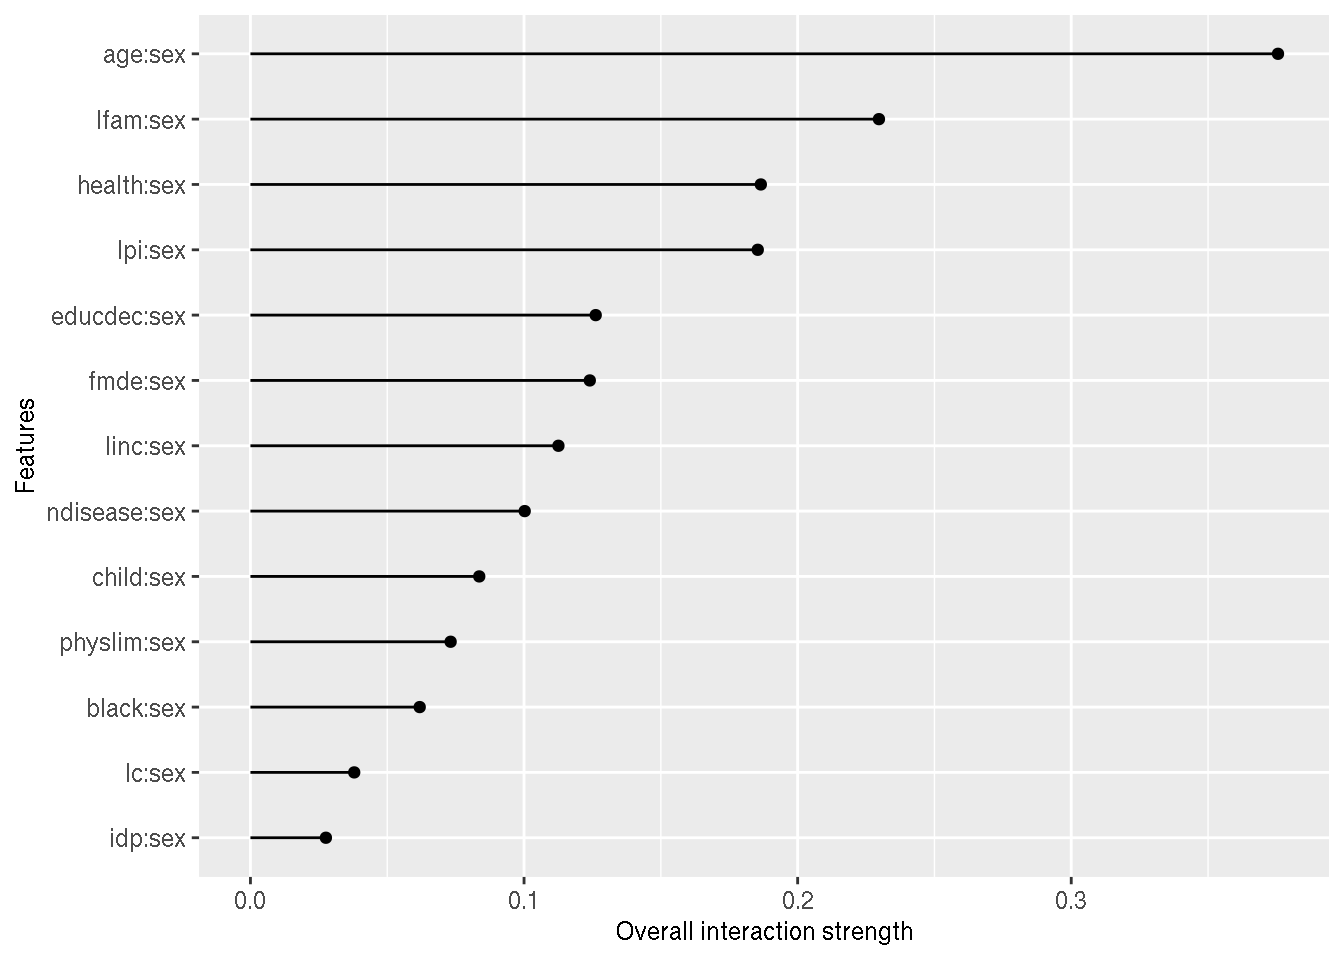 age:sex
lfam:sex
health:sex
lpi:sex
educdec:sex
fmde:sex
linc:sex
ndisease:sex
child:sex
physlim:sex
black:sex
lc:sex
idp:sex
Features
0.0 0.1 0.2 0.3
Overall interaction strength